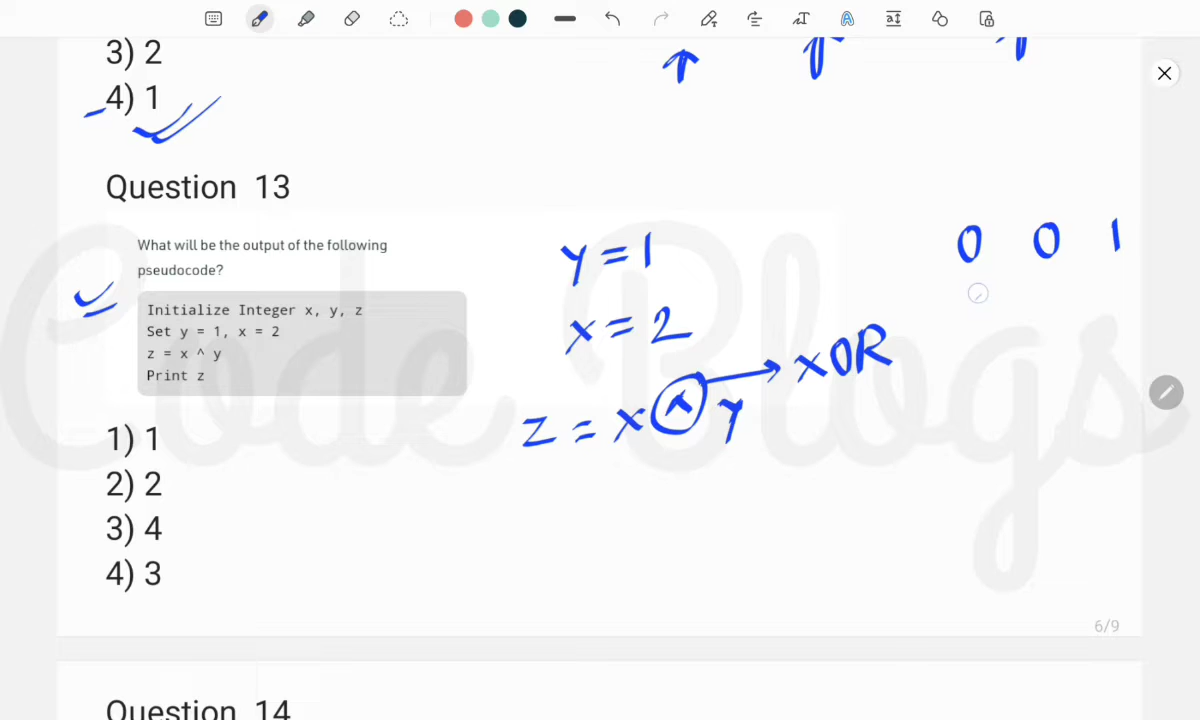 3) 2
4) 1
Question 13
What will be the output of the following
pseudocode?
Initialize Integer x, y, z
Set y = 1, x = 2
z = x ^ y
Print z
1) 1
2) 2
3) 4
4) 3
y = 1
x = 2
z = x ^ y
XOR
0 0 1
Code Blogs
6/9
Question 14